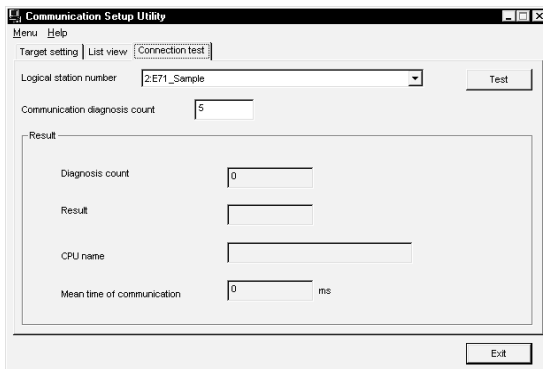 Communication Setup Utility
Menu Help
Target setting List view Connection test
Logical station number 2:E71_Sample Test
Communication diagnosis count 5
Result
Diagnosis count 0
Result
CPU name
Mean time of communication 0 ms
Exit